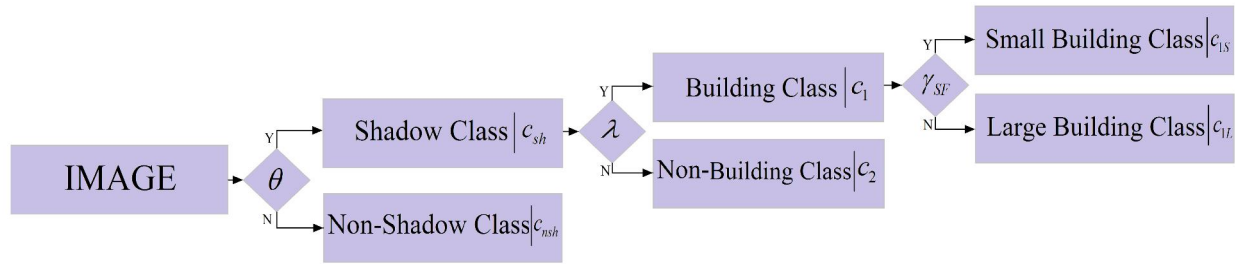 IMAGE
θ
Y
N
Shadow Class|c_sh
Non-Shadow Class|c_nsh
λ
Y
N
Building Class|c_1
Non-Building Class|c_2
γ_SF
Y
N
Small Building Class|c_1S
Large Building Class|c_1L